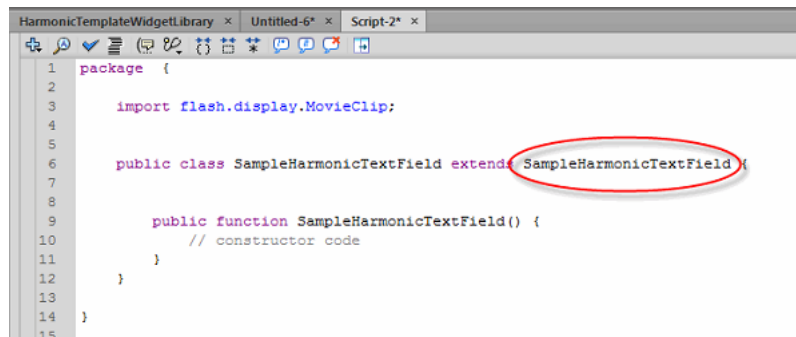 HarmonicTemplateWidgetLibrary × Untitled-6* × Script-2* ×
1 package {
2
3 import flash.display.MovieClip;
4
5
6 public class SampleHarmonicTextField extends SampleHarmonicTextField {
7
8
9 public function SampleHarmonicTextField() {
10 // constructor code
11 }
12 }
13
14 }
15